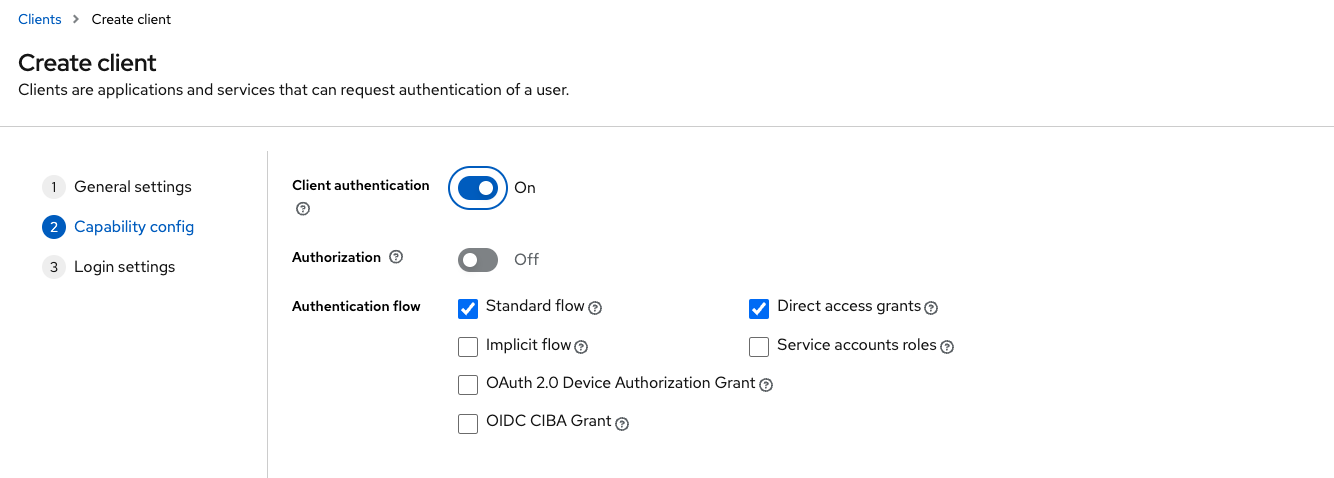 Clients > Create client
Create client
Clients are applications and services that can request authentication of a user.
1 General settings
2 Capability config
3 Login settings
Client authentication On
Authorization Off
Authentication flow
Standard flow Direct access grants
Implicit flow Service accounts roles
OAuth 2.0 Device Authorization Grant
OIDC CIBA Grant